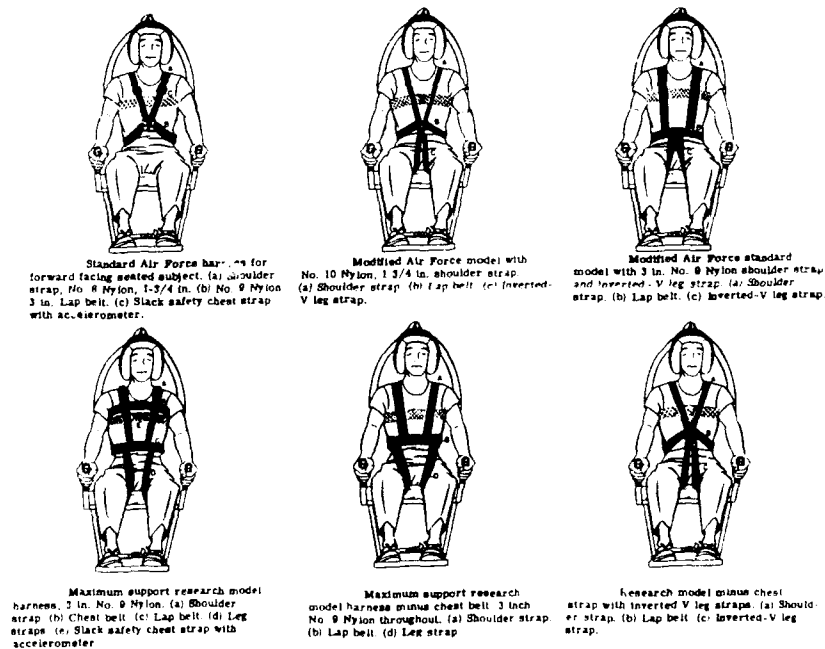 Standard Air Force for
forward facing seated subject. (a) Shoulder
strap, No. 8 Nylon, 1-3/4 in. (b) No. 9 Nylon
3 in. Lap belt. (c) Slack safety chest strap
with accelerometer.
Modified Air Force model with
No. 10 Nylon, 1 3/4 in. shoulder strap.
(a) Shoulder strap (b) Lap belt (c) Inverted-
V leg strap.
Modified Air Force standard
model with 3 in. No. 9 Nylon shoulder strap
and inverted - V leg strap. (a) Shoulder
strap. (b) Lap belt. (c) Inverted-V leg strap.
Maximum support research model
harness, 3 in. No. 9 Nylon. (a) Shoulder
strap (b) Chest belt (c) Lap belt. (d) Leg
straps (e) Slack safety chest strap with
accelerometer
Maximum support research
model harness minus chest belt 3 inch
No. 9 Nylon throughout. (a) Shoulder strap
(b) Lap belt. (d) Leg strap
Research model minus chest
strap with inverted V leg straps. (a) Should-
er strap. (b) Lap belt (c) Inverted-V leg
strap.